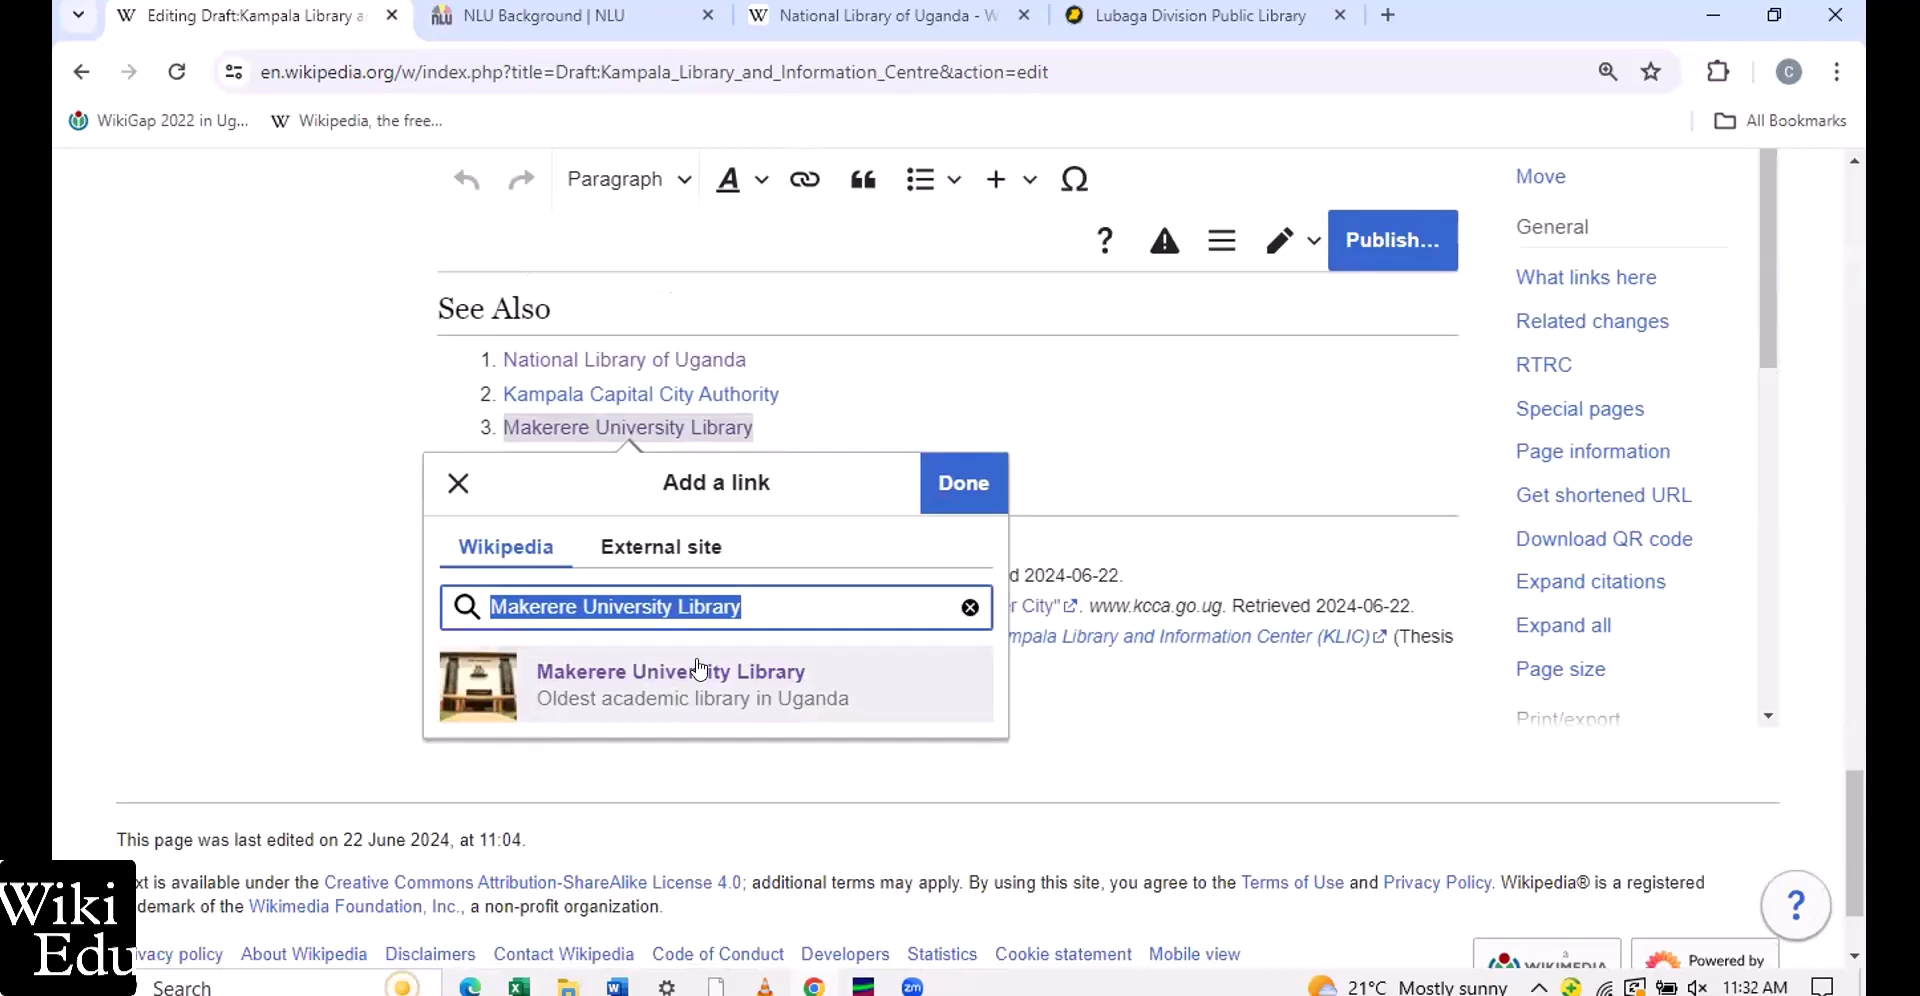 Editing Draft:Kampala Library a
NLU Background | NLU
National Library of Uganda - W
Lubaga Division Public Library
en.wikipedia.org/w/index.php?title=Draft:Kampala_Library_and_Information_Centre&action=edit
C
WikiGap 2022 in Ug...
Wikipedia, the free...
All Bookmarks
Paragraph
Publish...
Move
General
What links here
Related changes
RTRC
Special pages
Page information
Get shortened URL
Download QR code
Expand citations
Expand all
Page size
Print/export
See Also
1. National Library of Uganda
2. Kampala Capital City Authority
3. Makerere University Library
Add a link
Done
Wikipedia
External site
Makerere University Library
Makerere University Library
Oldest academic library in Uganda
d 2024-06-22.
r City". www.kcca.go.ug. Retrieved 2024-06-22.
mpala Library and Information Center (KLIC) (Thesis
This page was last edited on 22 June 2024, at 11:04.
xt is available under the Creative Commons Attribution-ShareAlike License 4.0; additional terms may apply. By using this site, you agree to the Terms of Use and Privacy Policy. Wikipedia® is a registered
demark of the Wikimedia Foundation, Inc., a non-profit organization.
ivacy policy
About Wikipedia
Disclaimers
Contact Wikipedia
Code of Conduct
Developers
Statistics
Cookie statement
Mobile view
a
WIKIMEDIA
Powered by
Wiki
Edu
Search
zm
21°C Mostly sunny
11:32 AM